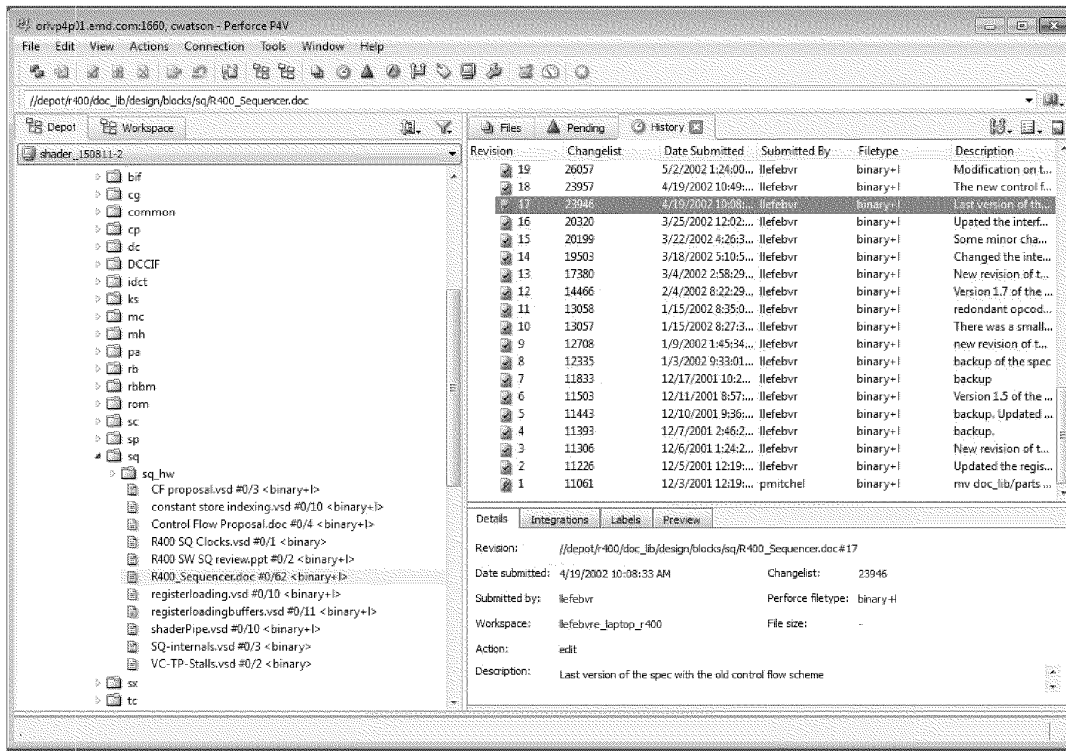 orlvp4p01.amd.com:1660, cwatson - Perforce P4V
File Edit View Actions Connection Tools Window Help
//depot/r400/doc_lib/design/blocks/sq/R400_Sequencer.doc
Depot Workspace
shader_150811-2
bif
cg
common
cp
dc
DCCIF
idct
ks
mc
mh
pa
rb
rbbm
rom
sc
sp
sq
sq_hw
CF proposal.vsd #0/3 <binary+l>
constant store indexing.vsd #0/10 <binary+l>
Control Flow Proposal.doc #0/4 <binary+l>
R400 SQ Clocks.vsd #0/1 <binary>
R400 SW SQ review.ppt #0/2 <binary+l>
R400_Sequencer.doc #0/62 <binary+l>
registerloading.vsd #0/10 <binary+l>
registerloadingbuffers.vsd #0/11 <binary+l>
shaderPipe.vsd #0/10 <binary+l>
SQ-internals.vsd #0/3 <binary>
VC-TP-Stalls.vsd #0/2 <binary>
sx
tc
Files Pending History
Revision Changelist Date Submitted Submitted By Filetype Description
19 26057 5/2/2002 1:24:00... llefebvr binary+l Modification on t...
18 23957 4/19/2002 10:49:... llefebvr binary+l The new control f...
17 23946 4/19/2002 10:08:... llefebvr binary+l Last version of th...
16 20320 3/25/2002 12:02:... llefebvr binary+l Upated the interf...
15 20199 3/22/2002 4:26:3... llefebvr binary+l Some minor cha...
14 19503 3/18/2002 5:10:5... llefebvr binary+l Changed the inte...
13 17380 3/4/2002 2:58:29... llefebvr binary+l New revision of t...
12 14466 2/4/2002 8:22:29... llefebvr binary+l Version 1.7 of the ...
11 13058 1/15/2002 8:35:0... llefebvr binary+l redondant opcod...
10 13057 1/15/2002 8:27:3... llefebvr binary+l There was a small...
9 12708 1/9/2002 1:45:34... llefebvr binary+l new revision of t...
8 12335 1/3/2002 9:33:01... llefebvr binary+l backup of the spec
7 11833 12/17/2001 10:2... llefebvr binary+l backup
6 11503 12/11/2001 8:57:... llefebvr binary+l Version 1.5 of the ...
5 11443 12/10/2001 9:36:... llefebvr binary+l backup. Updated ...
4 11393 12/7/2001 2:46:2... llefebvr binary+l backup.
3 11306 12/6/2001 1:24:2... llefebvr binary+l New revision of t...
2 11226 12/5/2001 12:19:... llefebvr binary+l Updated the regis...
1 11061 12/3/2001 12:19:... pmitchel binary+l mv doc_lib/parts ...
Details Integrations Labels Preview
Revision: //depot/r400/doc_lib/design/blocks/sq/R400_Sequencer.doc#17
Date submitted: 4/19/2002 10:08:33 AM Changelist: 23946
Submitted by: llefebvr Perforce filetype: binary+l
Workspace: llefebvre_laptop_r400 File size: -
Action: edit
Description: Last version of the spec with the old control flow scheme